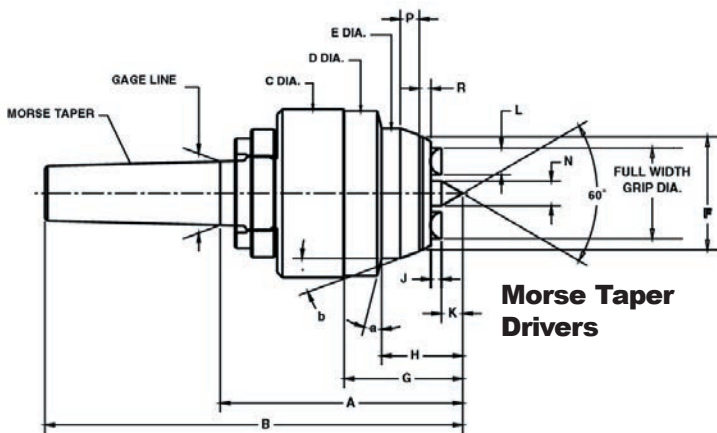 P
E DIA.
D DIA.
R
C DIA.
GAGE LINE
L
MORSE TAPER
N
FULL WIDTH
GRIP DIA.
60°
F
J
K
b
a
Morse Taper
Drivers
H
G
A
B